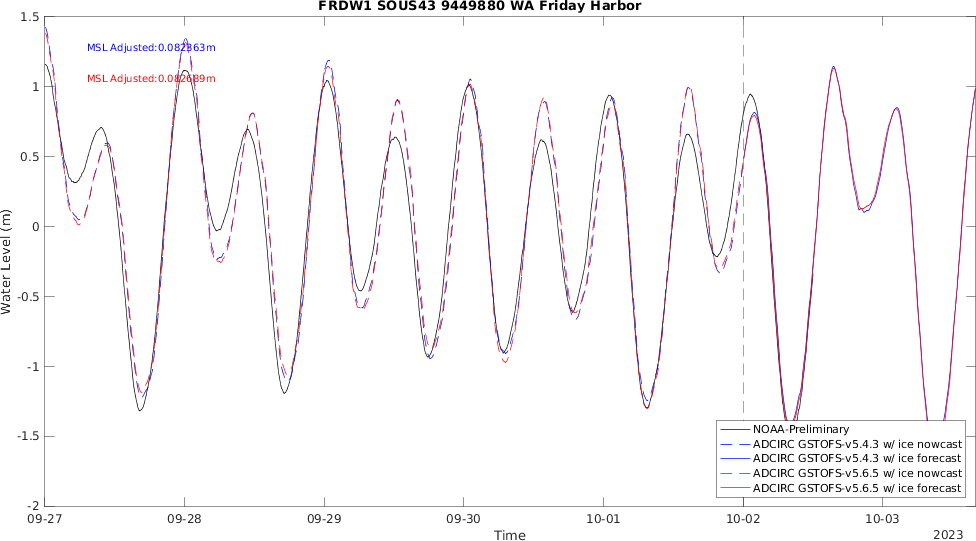 FRDW1 SOUS43 9449880 WA Friday Harbor
1.5
MSL Adjusted:0.082363m
MSL Adjusted:0.082689m
1
0.5
0
-0.5
-1
-1.5
-2
Water Level (m)
NOAA-Preliminary
ADCIRC GSTOFS-v5.4.3 w/ ice nowcast
ADCIRC GSTOFS-v5.4.3 w/ ice forecast
ADCIRC GSTOFS-v5.6.5 w/ ice nowcast
ADCIRC GSTOFS-v5.6.5 w/ ice forecast
09-27 09-28 09-29 09-30 10-01 10-02 10-03
Time
2023